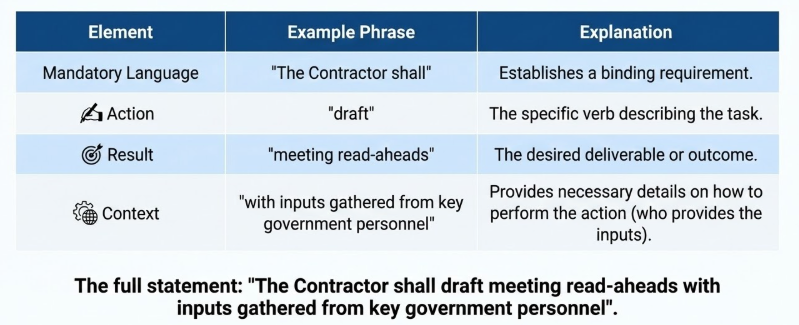 Element Example Phrase Explanation
Mandatory Language "The Contractor shall" Establishes a binding requirement.
Action "draft" The specific verb describing the task.
Result "meeting read-aheads" The desired deliverable or outcome.
Context "with inputs gathered from key government personnel" Provides necessary details on how to perform the action (who provides the inputs).
The full statement: "The Contractor shall draft meeting read-aheads with
inputs gathered from key government personnel".